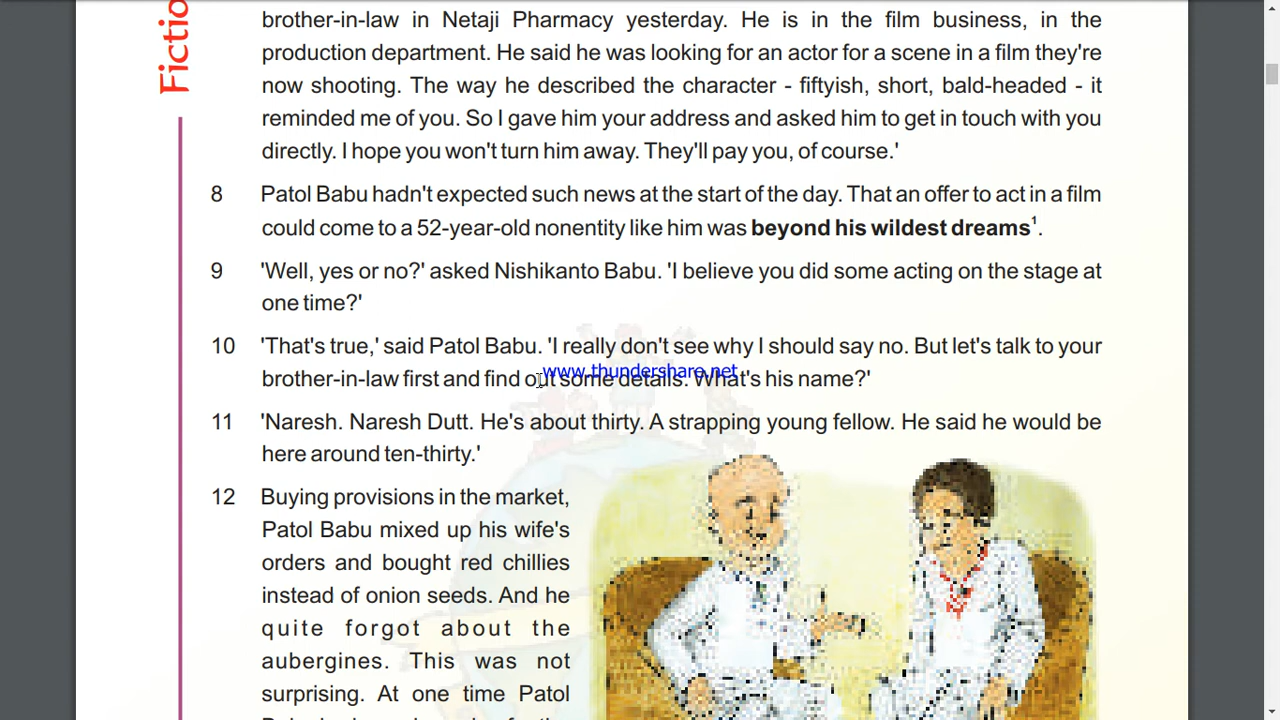 Fictio
brother-in-law in Netaji Pharmacy yesterday. He is in the film business, in the
production department. He said he was looking for an actor for a scene in a film they're
now shooting. The way he described the character - fiftyish, short, bald-headed - it
reminded me of you. So I gave him your address and asked him to get in touch with you
directly. I hope you won't turn him away. They'll pay you, of course.'
8 Patol Babu hadn't expected such news at the start of the day. That an offer to act in a film
could come to a 52-year-old nonentity like him was beyond his wildest dreams¹.
9 'Well, yes or no?' asked Nishikanto Babu. 'I believe you did some acting on the stage at
one time?'
10 'That's true,' said Patol Babu. 'I really don't see why I should say no. But let's talk to your
www.thundershare.net
brother-in-law first and find out some details. What's his name?'
11 'Naresh. Naresh Dutt. He's about thirty. A strapping young fellow. He said he would be
here around ten-thirty.'
12 Buying provisions in the market,
Patol Babu mixed up his wife's
orders and bought red chillies
instead of onion seeds. And he
quite forgot about the
aubergines. This was not
surprising. At one time Patol